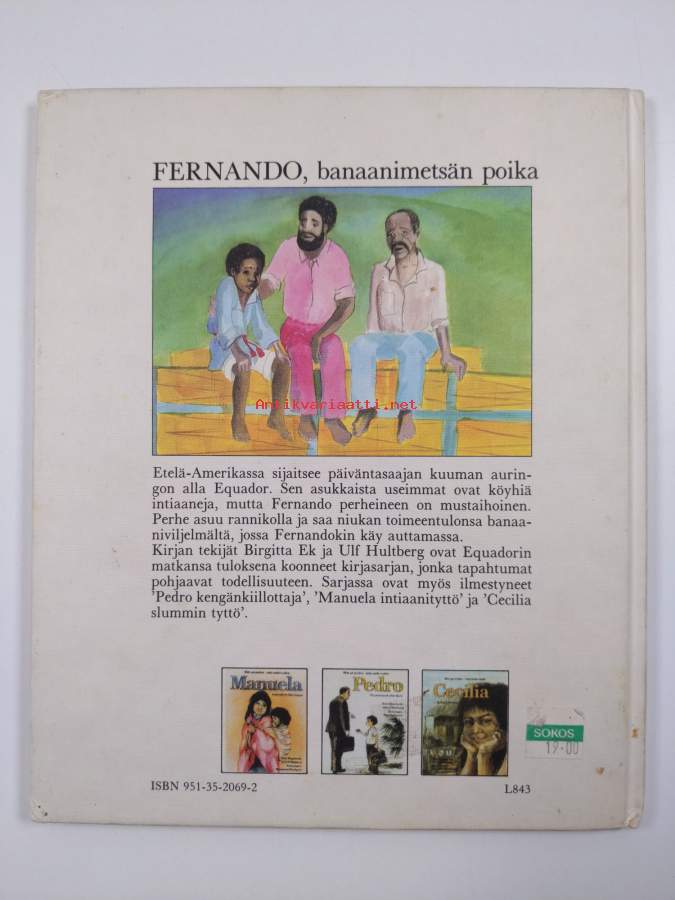 FERNANDO, banaanimetsän poika
Antikvariaatti.net
Etelä-Amerikassa sijaitsee päiväntasaajan kuuman aurin-
gon alla Equador. Sen asukkaista useimmat ovat köyhiä
intiaaneja, mutta Fernando perheineen on mustaihoinen.
Perhe asuu rannikolla ja saa niukan toimeentulonsa banaa-
niviljelmältä, jossa Fernandokin käy auttamassa.
Kirjan tekijät Birgitta Ek ja Ulf Hultberg ovat Equadorin
matkansa tuloksena koonneet kirjasarjan, jonka tapahtumat
pohjaavat todellisuuteen. Sarjassa ovat myös ilmestyneet
'Pedro kengänkiillottaja', 'Manuela intiaanityttö' ja 'Cecilia
slummin tyttö'.
Manuela
Pedro
Cecilia
SOKOS
19-00
ISBN 951-35-2069-2
L843